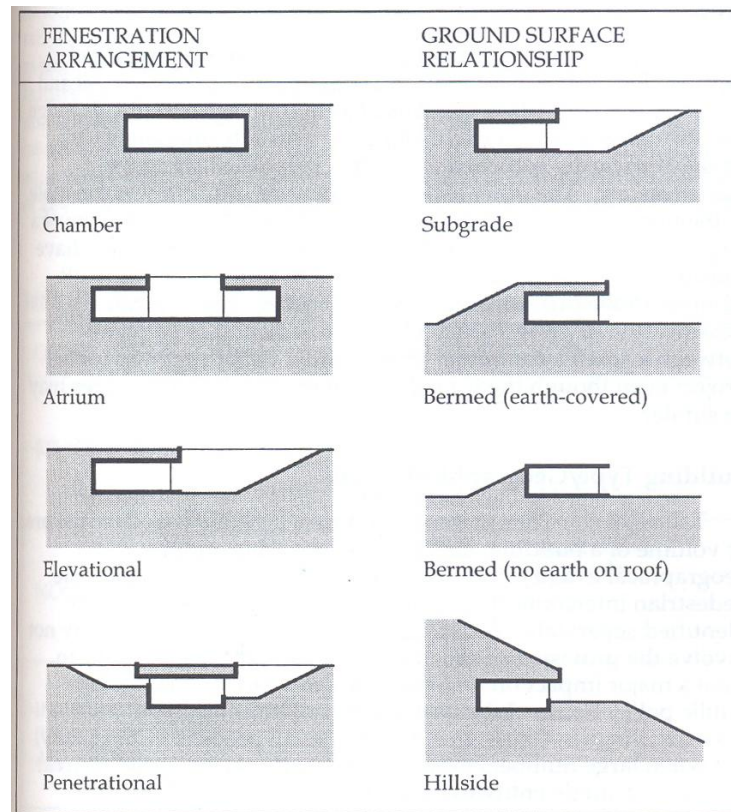 FENESTRATION
ARRANGEMENT
GROUND SURFACE
RELATIONSHIP
Chamber
Subgrade
Atrium
Bermed (earth-covered)
Elevational
Bermed (no earth on roof)
Penetrational
Hillside